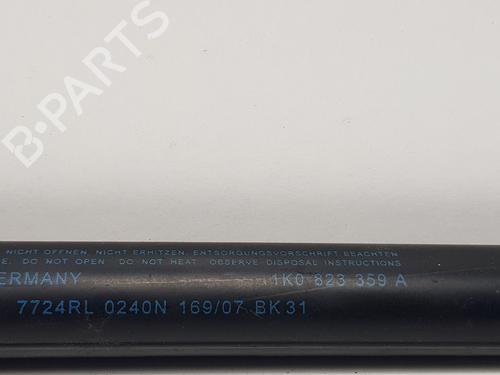 B-PARTS
NICHT ÖFFNEN. NICHT ERHITZEN. ENTSORGUNGSVORSCHRIFT BEACHTEN
E. DO NOT OPEN. DO NOT HEAT. OBSERVE DISPOSAL INSTRUCTIONS
ERMANY 1K0 823 359 A
7724RL 0240N 169/07 BK31